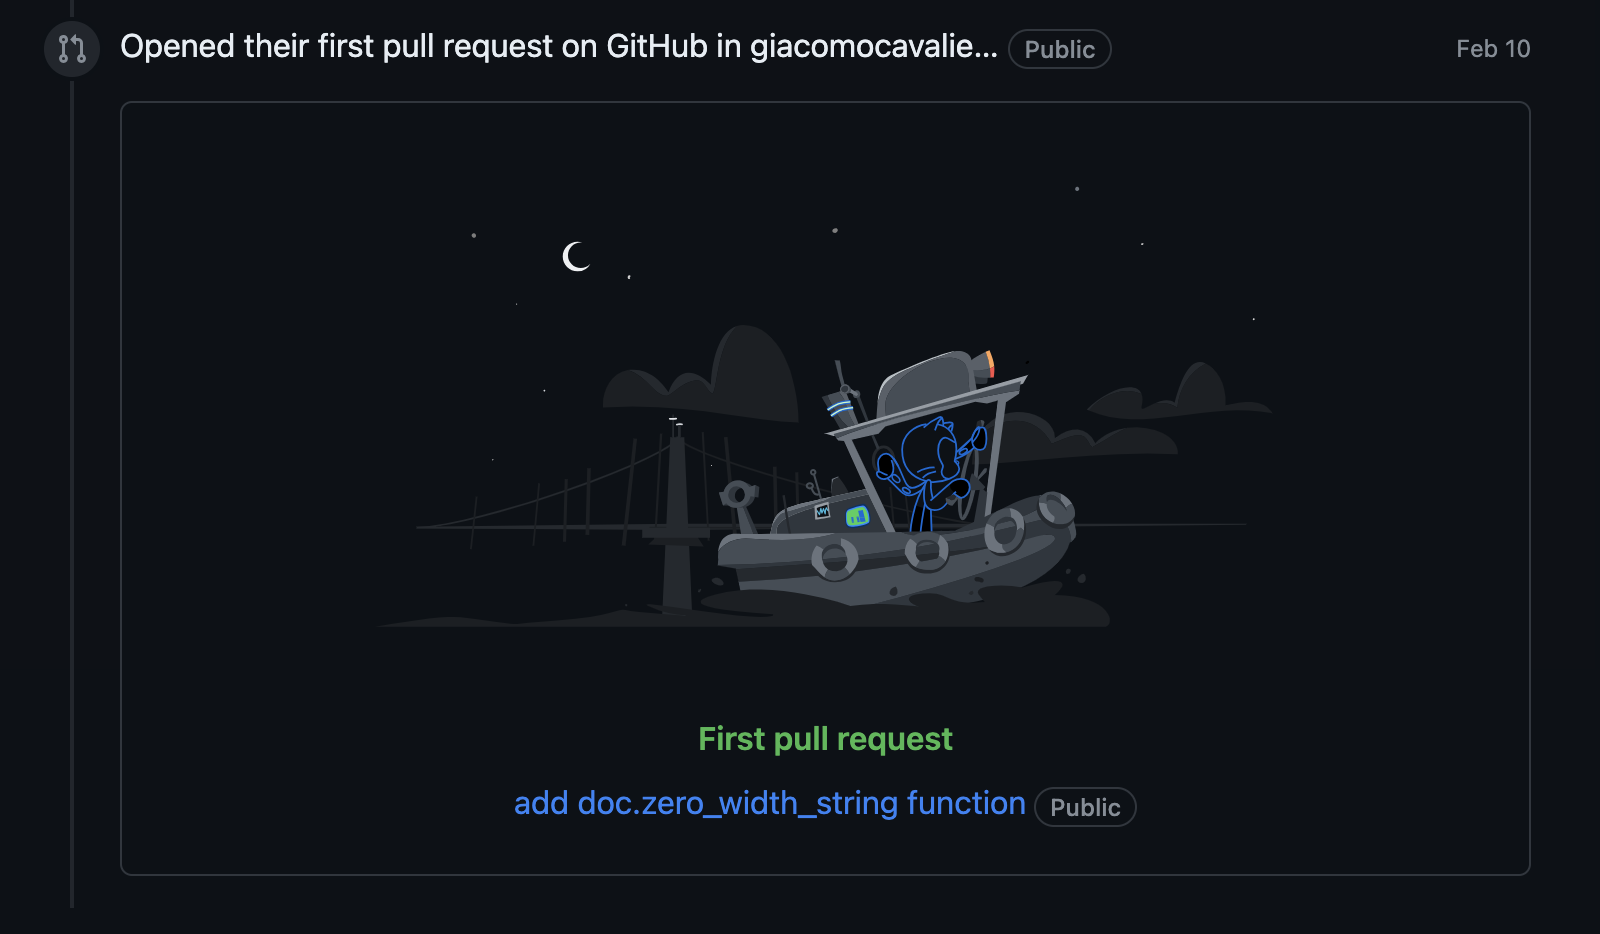 Opened their first pull request on GitHub in giacomocavalie... Public Feb 10
First pull request
add doc.zero_width_string function Public